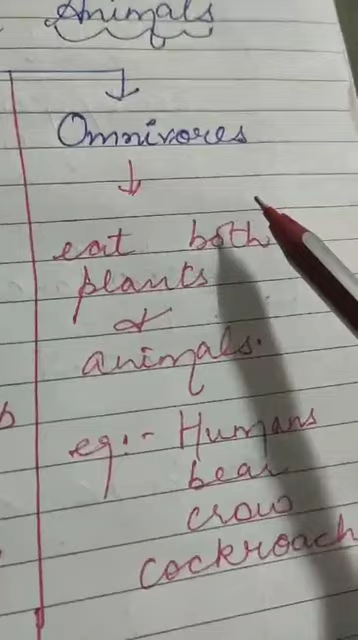 Animals
Omnivores
eat both
plants
&
animals.
eg:- Humans
bear
crow
cockroach